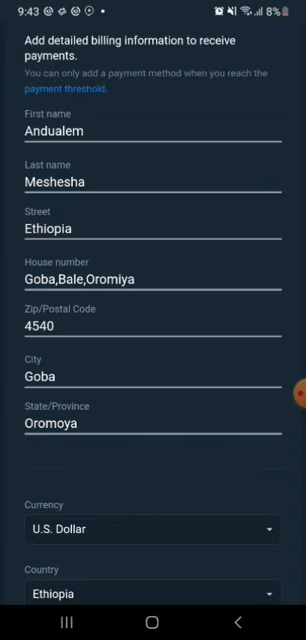 9:43
8%
Add detailed billing information to receive
payments.
You can only add a payment method when you reach the
payment threshold.
First name
Andualem
Last name
Meshesha
Street
Ethiopia
House number
Goba,Bale,Oromiya
Zip/Postal Code
4540
City
Goba
State/Province
Oromoya
Currency
U.S. Dollar
Country
Ethiopia